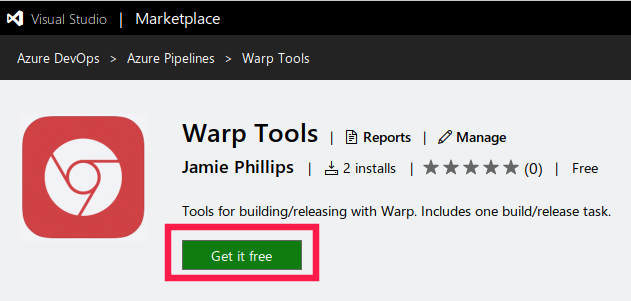 Visual Studio | Marketplace
Azure DevOps > Azure Pipelines > Warp Tools
Warp Tools | Reports | Manage
Jamie Phillips | 2 installs | (0) | Free
Tools for building/releasing with Warp. Includes one build/release task.
Get it free